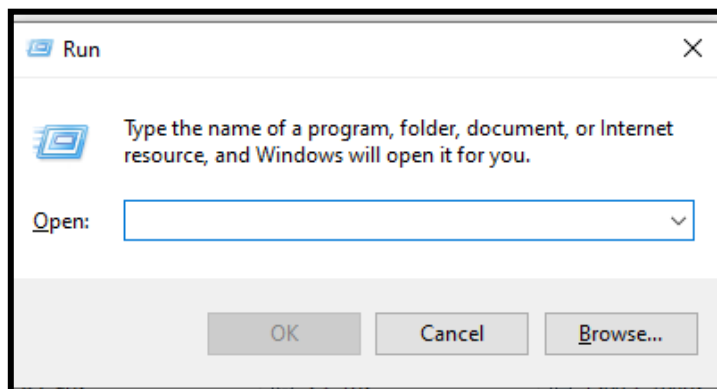 Run
Type the name of a program, folder, document, or Internet
resource, and Windows will open it for you.
Open:
OK Cancel Browse...